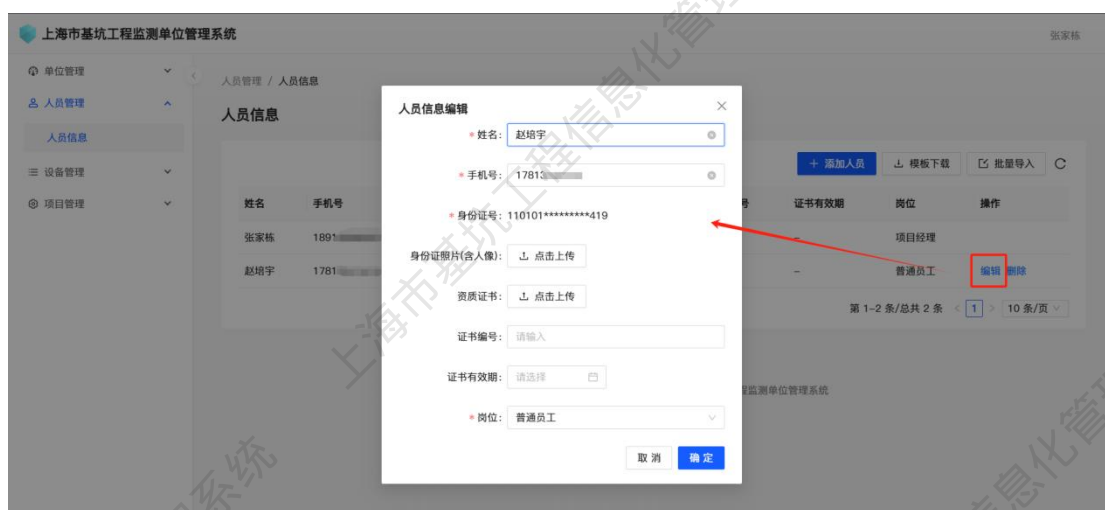 上海市基坑工程监测单位管理系统
张家栋
单位管理
人员管理
人员信息
设备管理
项目管理
人员管理 / 人员信息
人员信息
+ 添加人员
模板下载
批量导入
姓名 手机号 号 证书有效期 岗位 操作
张家栋 1891 – 项目经理
赵培宇 1781 – 普通员工 编辑 删除
第 1-2 条/总共 2 条 < 1 > 10 条/页
监测单位管理系统
人员信息编辑
* 姓名: 赵培宇
* 手机号: 17813
* 身份证号: 110101*********419
身份证照片(含人像): 点击上传
资质证书: 点击上传
证书编号: 请输入
证书有效期: 请选择
* 岗位: 普通员工
取消 确定
上海市基坑工程信息化管理
理系统
信息化管理